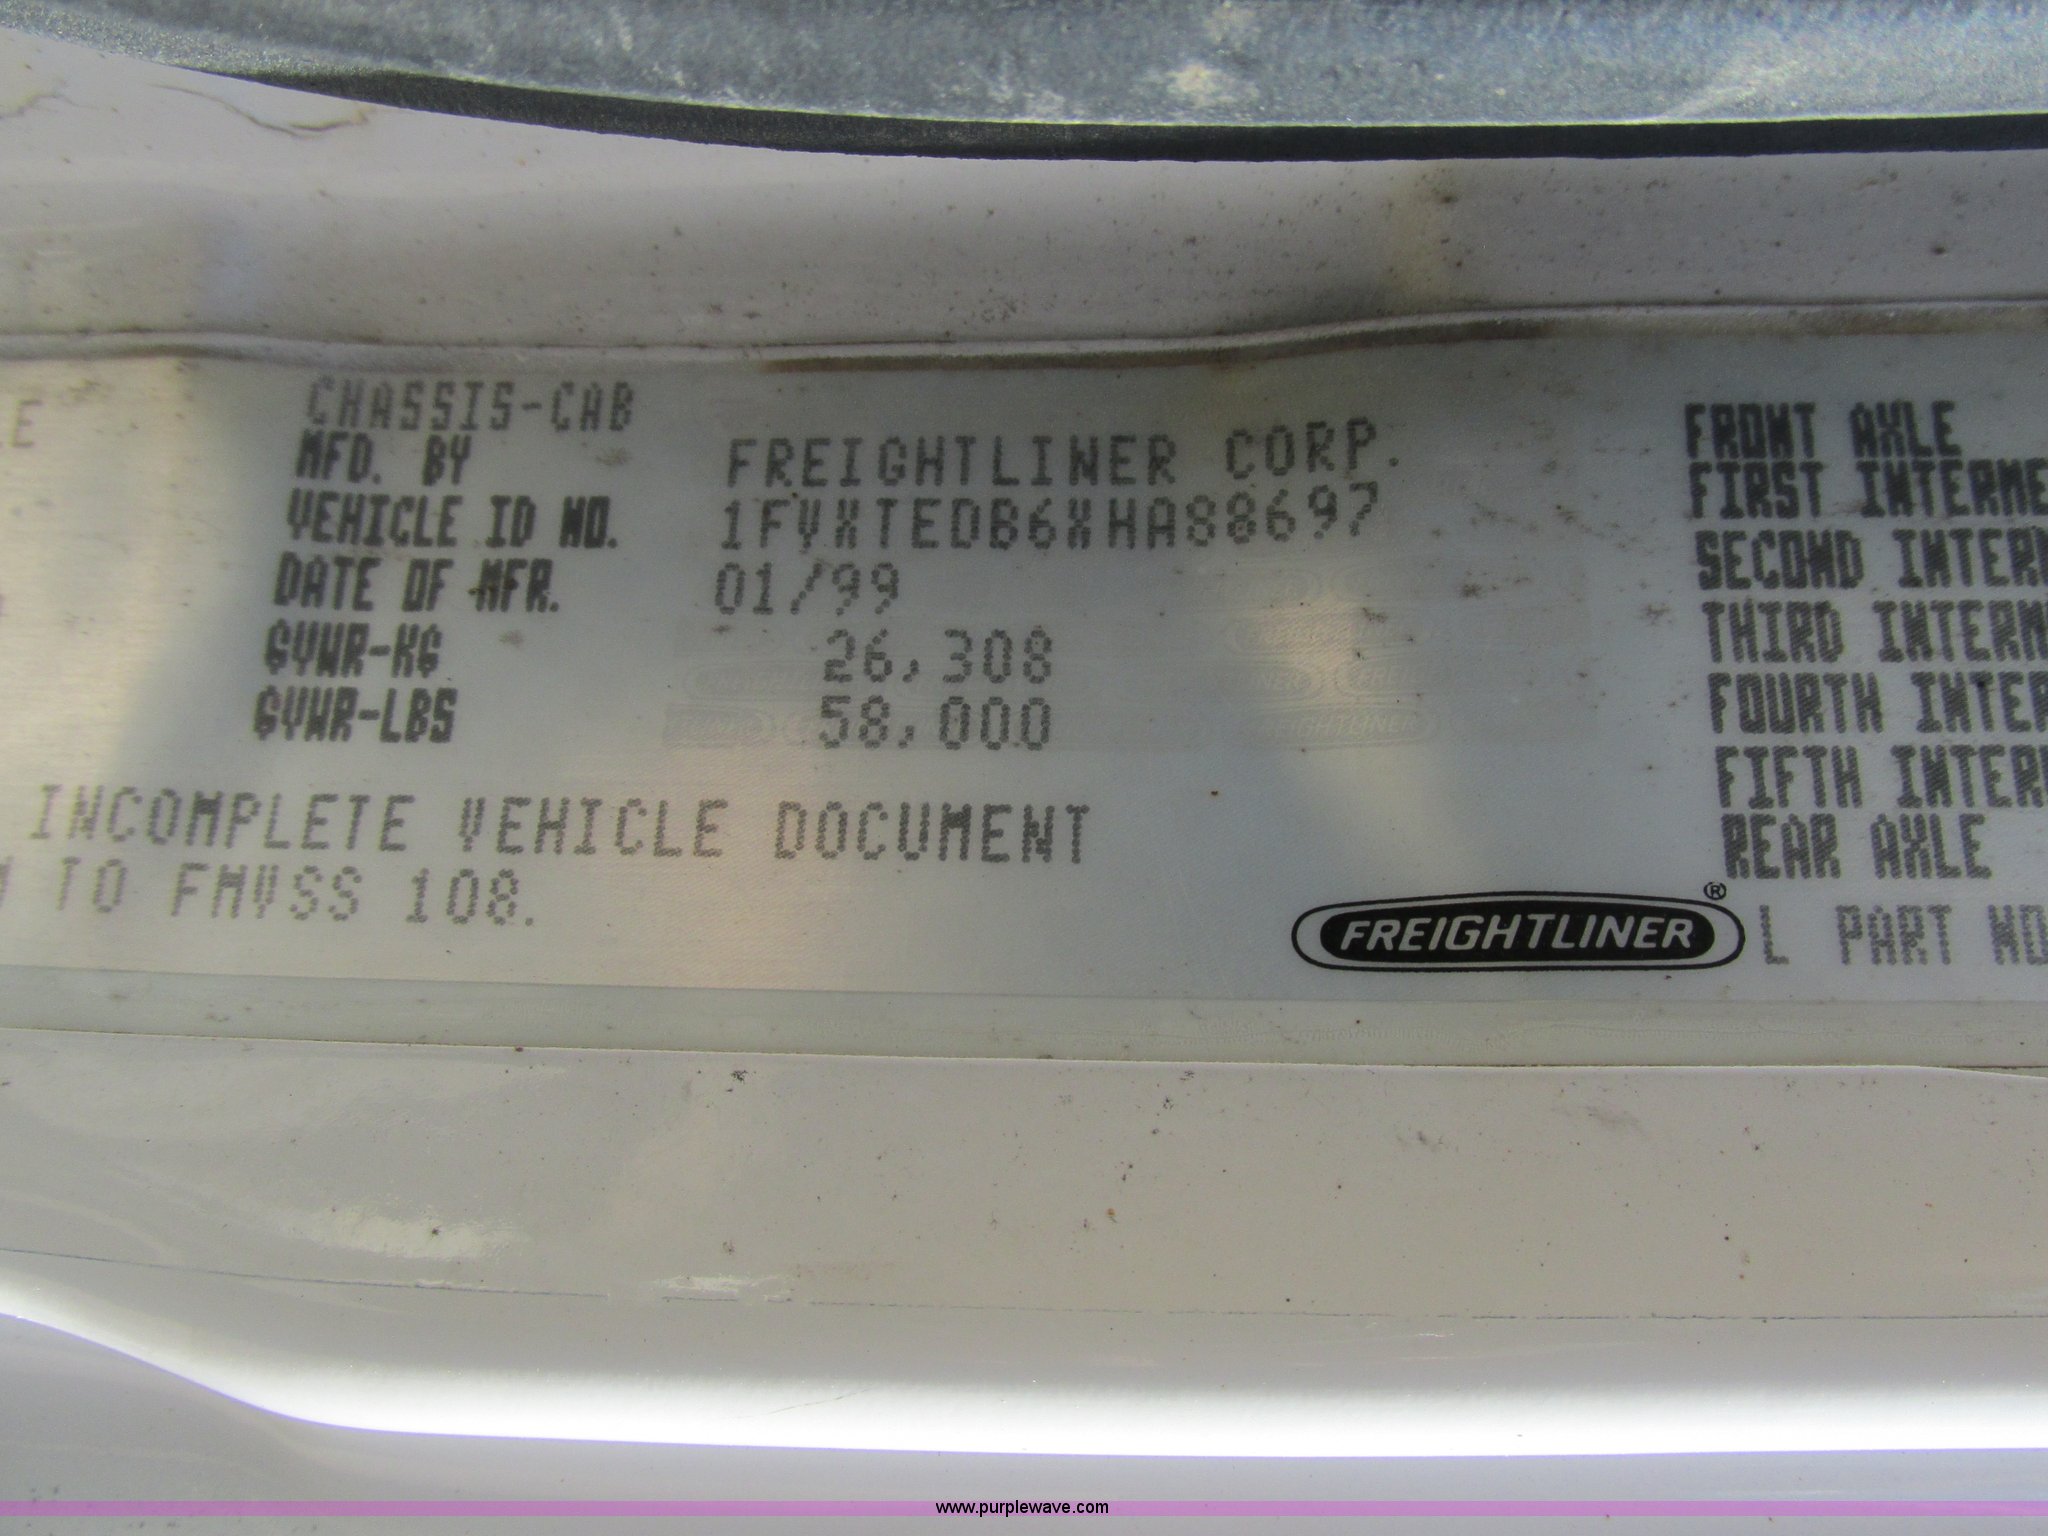 CHASSIS-CAB
MFD. BY FREIGHTLINER CORP.
VEHICLE ID NO. 1FVXTEDB6XHA88697
DATE OF MFR. 01/99
GVWR-KG 26,308
GVWR-LBS 58,000
INCOMPLETE VEHICLE DOCUMENT
TO FMVSS 108.
FREIGHTLINER®
FRONT AXLE
FIRST INTERME
SECOND INTERM
THIRD INTERM
FOURTH INTER
FIFTH INTER
REAR AXLE
L PART NO
www.purplewave.com